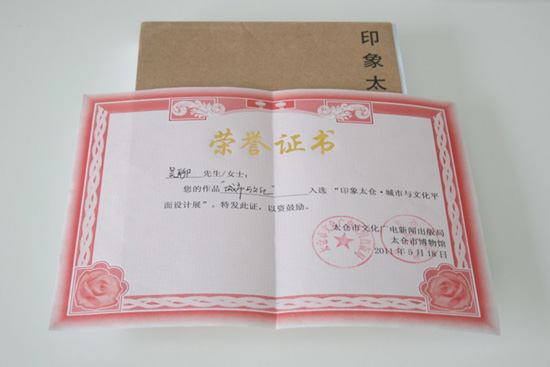 印象太
荣誉证书
吴聊 先生/女士：
您的作品“ ”入选“印象太仓·城市与文化平
面设计展”，特发此证，以资鼓励。
太仓市文化广电新闻出版局
太仓市博物馆
2011年5月18日